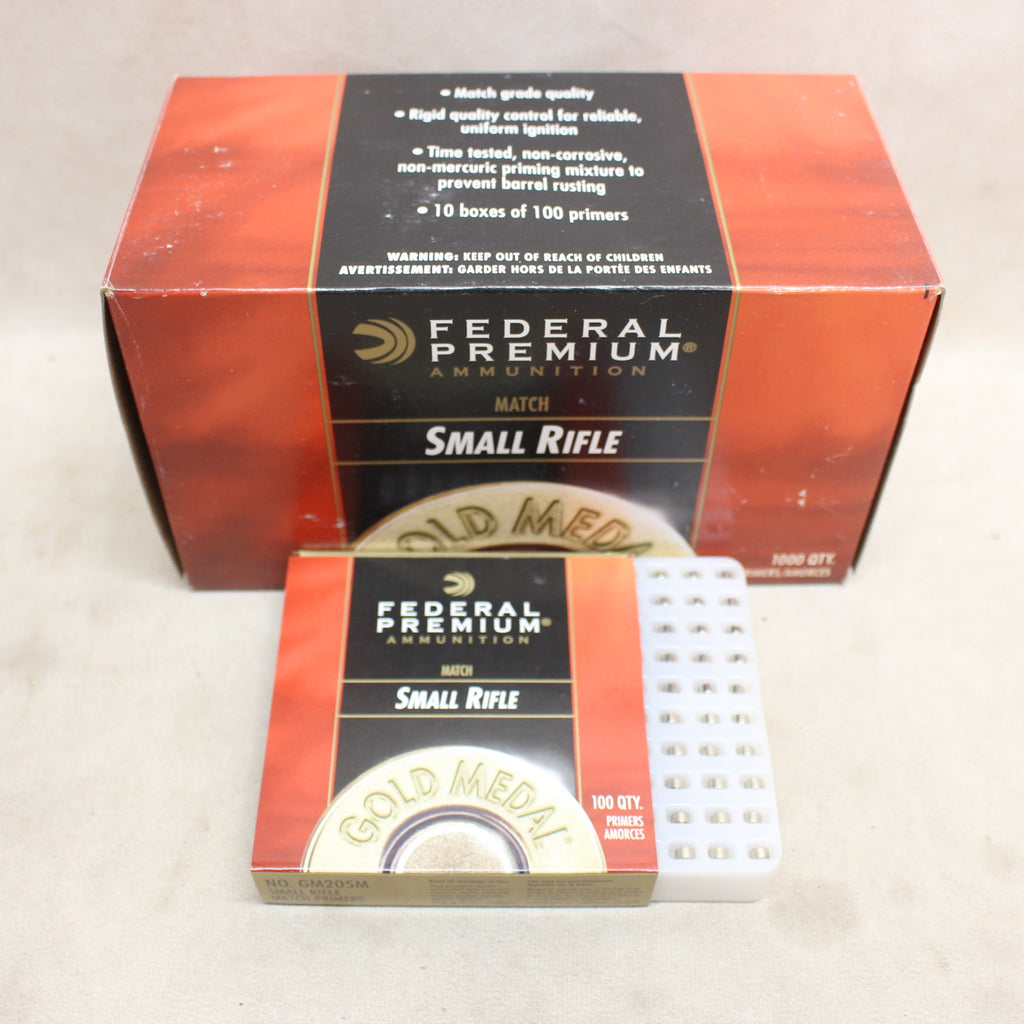 • Match grade quality
• Rigid quality control for reliable,
uniform ignition
• Time tested, non-corrosive,
non-mercuric priming mixture to
prevent barrel rusting
• 10 boxes of 100 primers
WARNING: KEEP OUT OF REACH OF CHILDREN
AVERTISSEMENT: GARDER HORS DE LA PORTÉE DES ENFANTS
FEDERAL
PREMIUM®
AMMUNITION
MATCH
SMALL RIFLE
GOLD MEDAL
1000 QTY.
PRIMERS/AMORCES
FEDERAL
PREMIUM®
AMMUNITION
MATCH
SMALL RIFLE
GOLD MEDAL®
100 QTY.
PRIMERS
AMORCES
NO. GM205M
SMALL RIFLE
MATCH PRIMERS